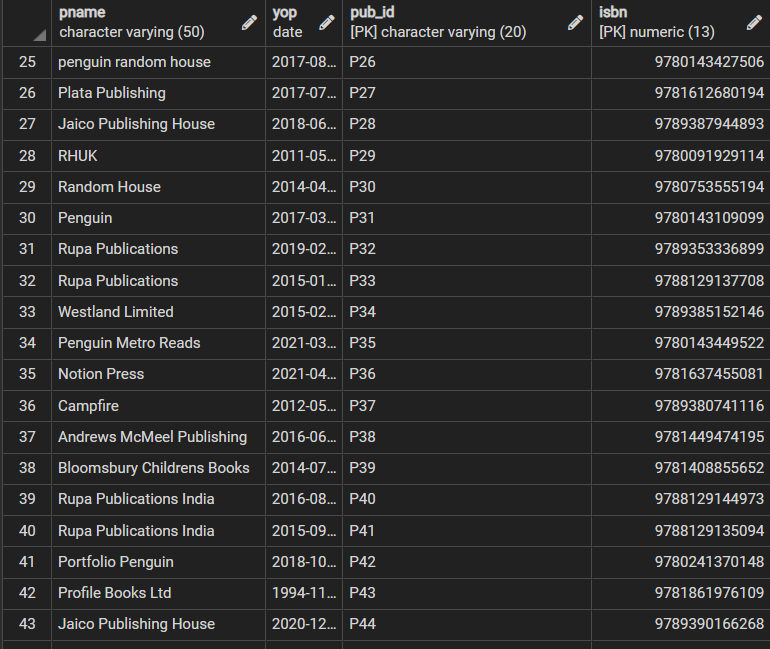 pname yop pub_id isbn
character varying (50) date [PK] character varying (20) [PK] numeric (13)
25 penguin random house 2017-08... P26 9780143427506
26 Plata Publishing 2017-07... P27 9781612680194
27 Jaico Publishing House 2018-06... P28 9789387944893
28 RHUK 2011-05... P29 9780091929114
29 Random House 2014-04... P30 9780753555194
30 Penguin 2017-03... P31 9780143109099
31 Rupa Publications 2019-02... P32 9789353336899
32 Rupa Publications 2015-01... P33 9788129137708
33 Westland Limited 2015-02... P34 9789385152146
34 Penguin Metro Reads 2021-03... P35 9780143449522
35 Notion Press 2021-04... P36 9781637455081
36 Campfire 2012-05... P37 9789380741116
37 Andrews McMeel Publishing 2016-06... P38 9781449474195
38 Bloomsbury Childrens Books 2014-07... P39 9781408855652
39 Rupa Publications India 2016-08... P40 9788129144973
40 Rupa Publications India 2015-09... P41 9788129135094
41 Portfolio Penguin 2018-10... P42 9780241370148
42 Profile Books Ltd 1994-11... P43 9781861976109
43 Jaico Publishing House 2020-12... P44 9789390166268